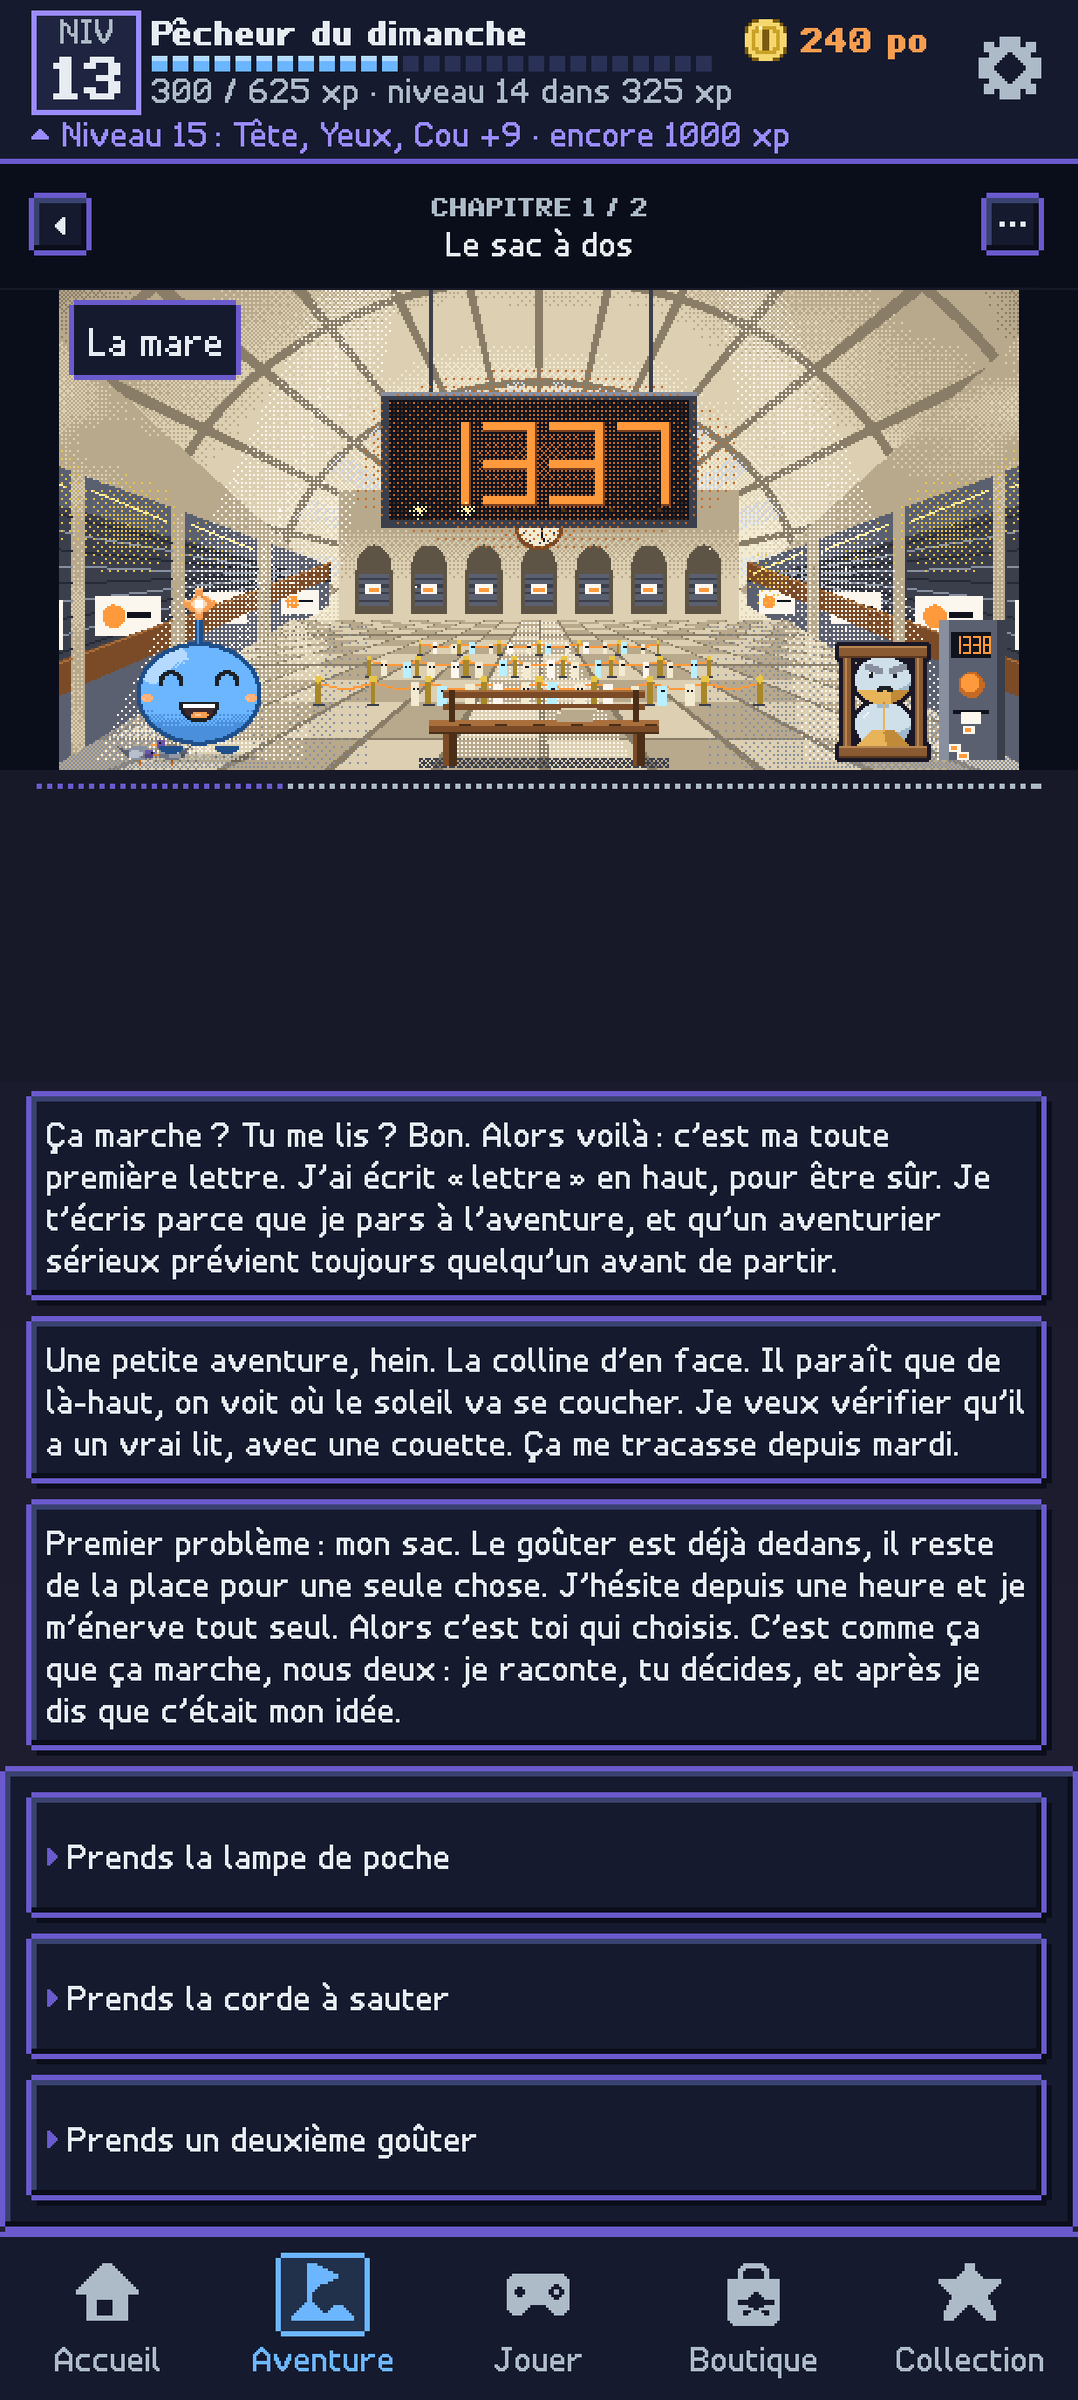 NIV
13
Pêcheur du dimanche
300 / 625 xp · niveau 14 dans 325 xp
240 po
Niveau 15 : Tête, Yeux, Cou +9 · encore 1000 xp
CHAPITRE 1 / 2
Le sac à dos
...
La mare
1337
1338
Ça marche ? Tu me lis ? Bon. Alors voilà : c’est ma toute
première lettre. J’ai écrit « lettre » en haut, pour être sûr. Je
t’écris parce que je pars à l’aventure, et qu’un aventurier
sérieux prévient toujours quelqu’un avant de partir.
Une petite aventure, hein. La colline d’en face. Il paraît que de
là-haut, on voit où le soleil va se coucher. Je veux vérifier qu’il
a un vrai lit, avec une couette. Ça me tracasse depuis mardi.
Premier problème : mon sac. Le goûter est déjà dedans, il reste
de la place pour une seule chose. J’hésite depuis une heure et je
m’énerve tout seul. Alors c’est toi qui choisis. C’est comme ça
que ça marche, nous deux : je raconte, tu décides, et après je
dis que c’était mon idée.
Prends la lampe de poche
Prends la corde à sauter
Prends un deuxième goûter
Accueil
Aventure
Jouer
Boutique
Collection